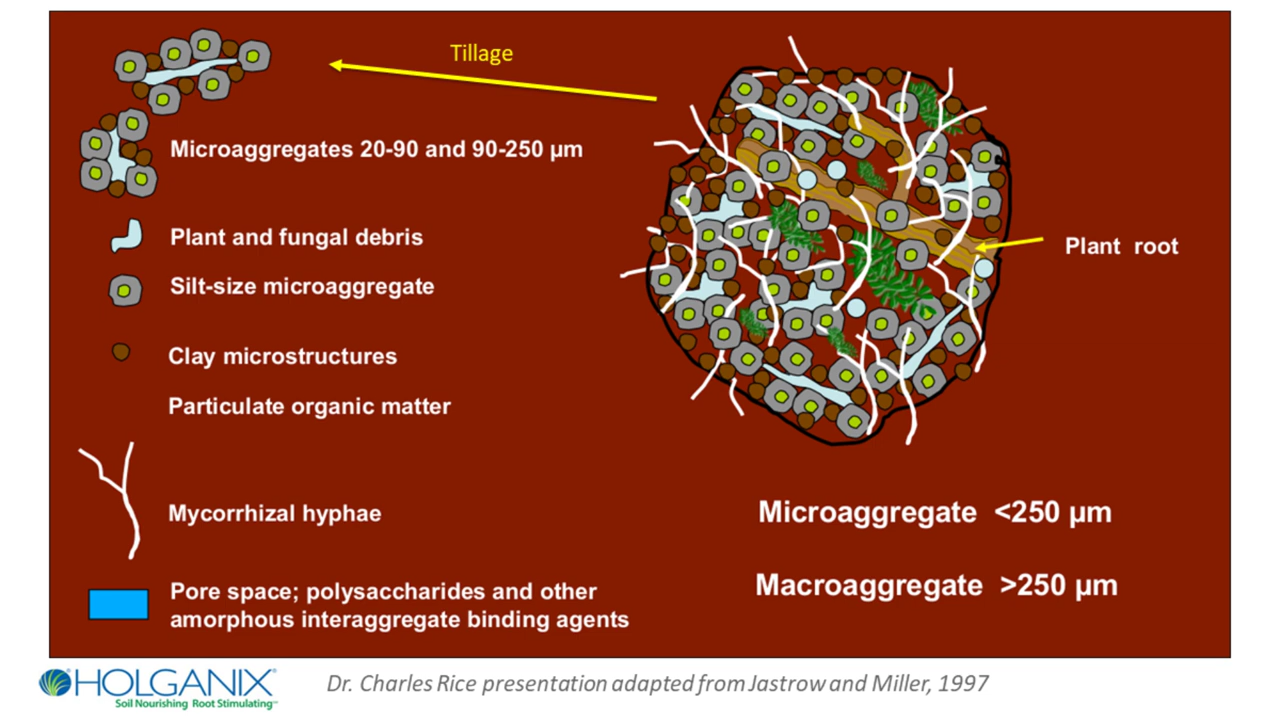 Tillage
Microaggregates 20-90 and 90-250 µm
Plant and fungal debris
Plant root
Silt-size microaggregate
Clay microstructures
Particulate organic matter
Mycorrhizal hyphae
Microaggregate <250 µm
Macroaggregate >250 µm
Pore space; polysaccharides and other
amorphous interaggregate binding agents
HOLGANIX
Soil Nourishing Root Stimulating
Dr. Charles Rice presentation adapted from Jastrow and Miller, 1997